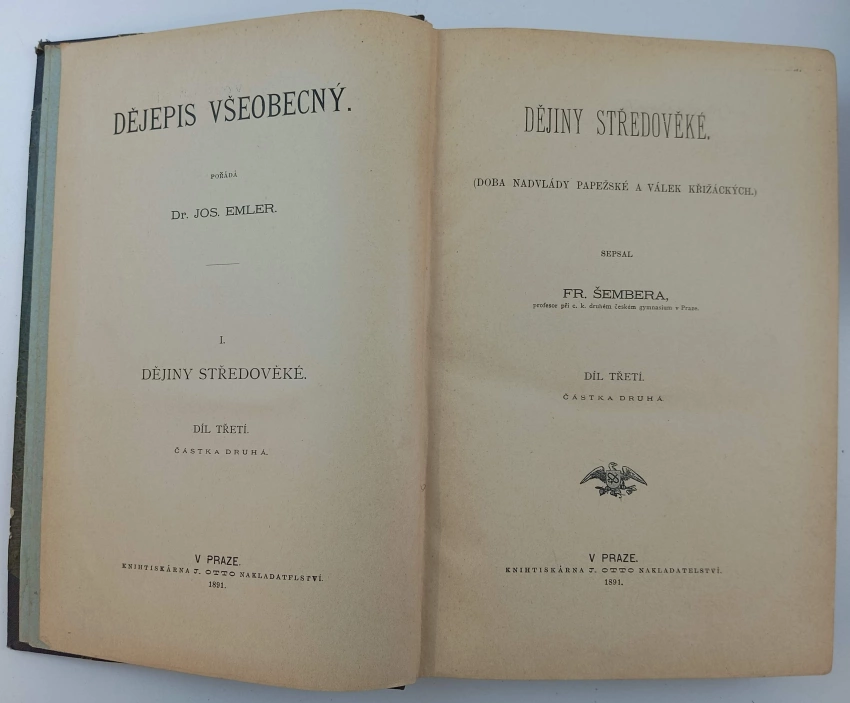 DĚJEPIS VŠEOBECNÝ.
POŘÁDÁ
Dr. JOS. EMLER.
I.
DĚJINY STŘEDOVĚKÉ.
DÍL TŘETÍ.
ČÁSTKA DRUHÁ.
V PRAZE.
KNIHTISKÁRNA J. OTTO NAKLADATELSTVÍ.
1891.
DĚJINY STŘEDOVĚKÉ.
(DOBA NADVLÁDY PAPEŽSKÉ A VÁLEK KŘIŽÁCKÝCH.)
SEPSAL
FR. ŠEMBERA,
professor při c. k. druhém českém gymnasium v Praze.
DÍL TŘETÍ.
ČÁSTKA DRUHÁ.
V PRAZE.
KNIHTISKÁRNA J. OTTO NAKLADATELSTVÍ.
1891.